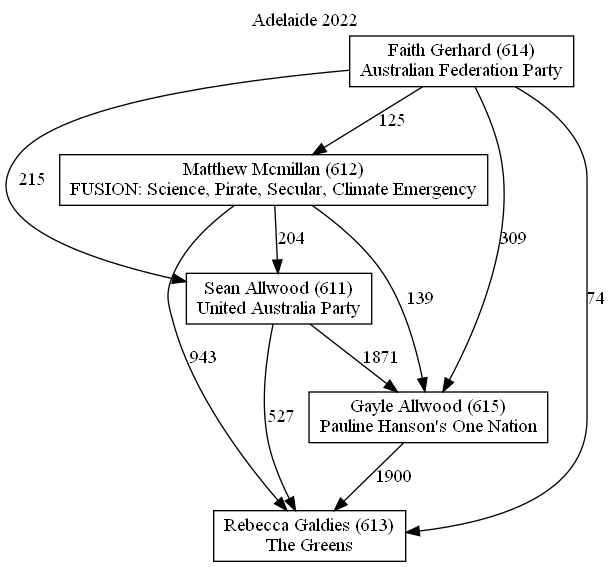 Adelaide 2022
Faith Gerhard (614)
Australian Federation Party
125
215
Matthew Mcmillan (612)
FUSION: Science, Pirate, Secular, Climate Emergency
204
309
Sean Allwood (611)
United Australia Party
139
74
943
1871
Gayle Allwood (615)
Pauline Hanson's One Nation
527
1900
Rebecca Galdies (613)
The Greens